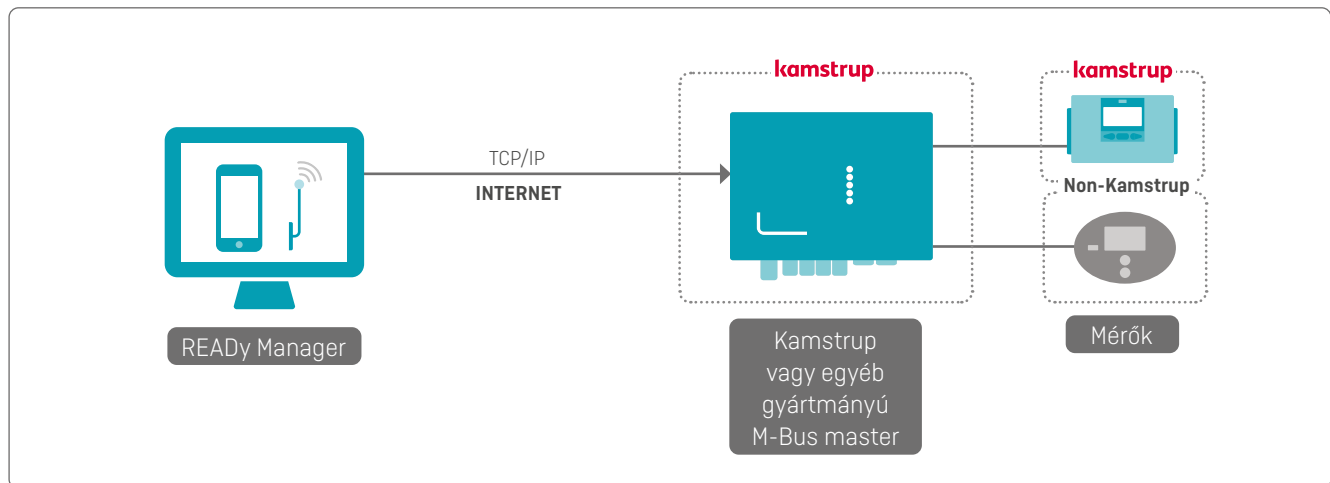 kamstrup
kamstrup
TCP/IP
INTERNET
Non-Kamstrup
READy Manager
Kamstrup
vagy egyéb
gyártmányú
M-Bus master
Mérők